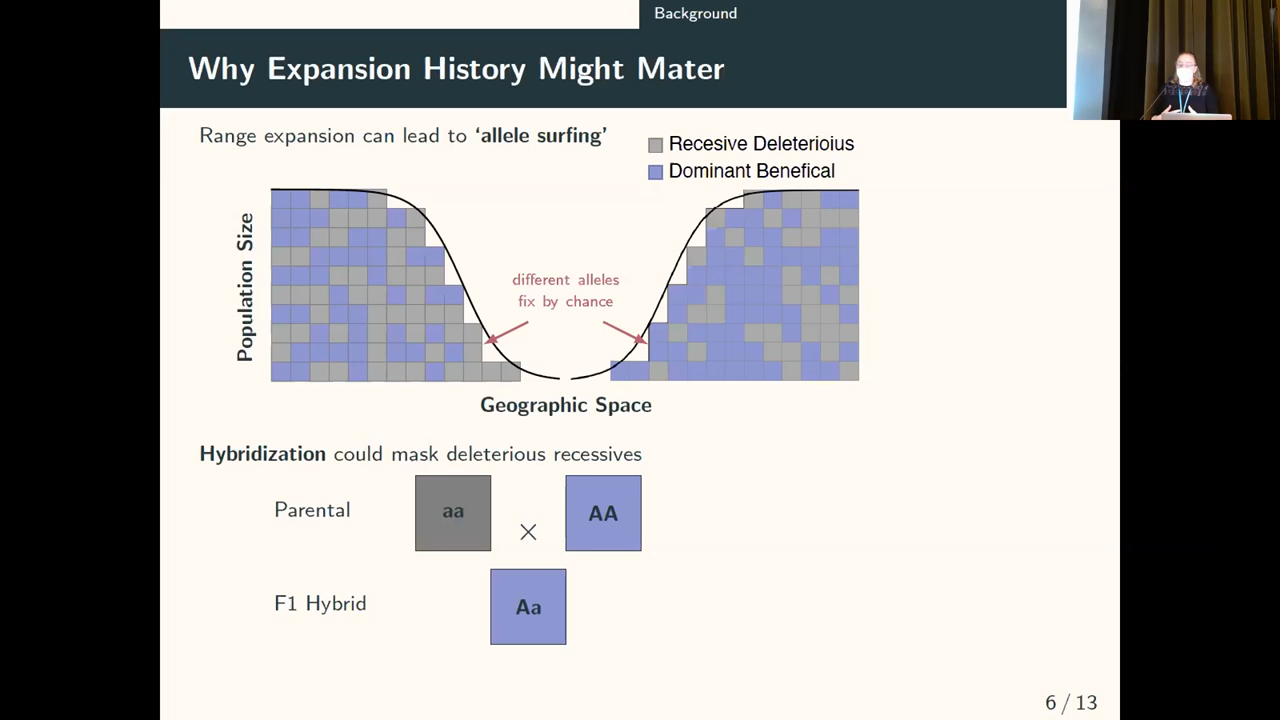 Background
Why Expansion History Might Mater
Range expansion can lead to ‘allele surfing’
Recesive Deleterioius
Dominant Benefical
Population Size
different alleles
fix by chance
Geographic Space
Hybridization could mask deleterious recessives
Parental
aa
×
AA
F1 Hybrid
Aa
6 / 13